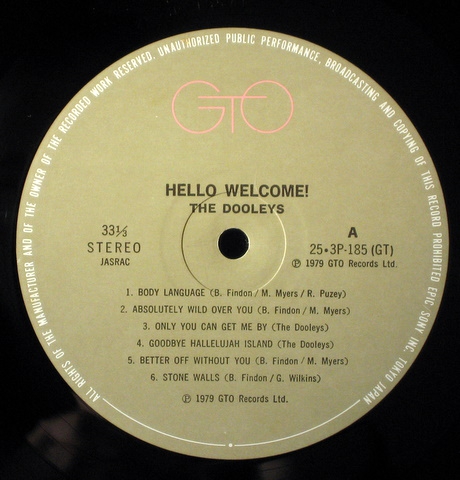 ALL RIGHTS OF THE MANUFACTURER AND OF THE OWNER OF THE RECORDED WORK RESERVED. UNAUTHORIZED PUBLIC PERFORMANCE, BROADCASTING AND COPYING OF THIS RECORD PROHIBITED EPIC SONY INC. TOKYO JAPAN
GTO
HELLO WELCOME!
THE DOOLEYS
33⅓
STEREO
JASRAC
A
25•3P-185 (GT)
℗ 1979 GTO Records Ltd.
1. BODY LANGUAGE (B. Findon/M. Myers/R. Puzey)
2. ABSOLUTELY WILD OVER YOU (B. Findon/M. Myers)
3. ONLY YOU CAN GET ME BY (The Dooleys)
4. GOODBYE HALLELUJAH ISLAND (The Dooleys)
5. BETTER OFF WITHOUT YOU (B. Findon/M. Myers)
6. STONE WALLS (B. Findon/G. Wilkins)
℗ 1979 GTO Records Ltd.